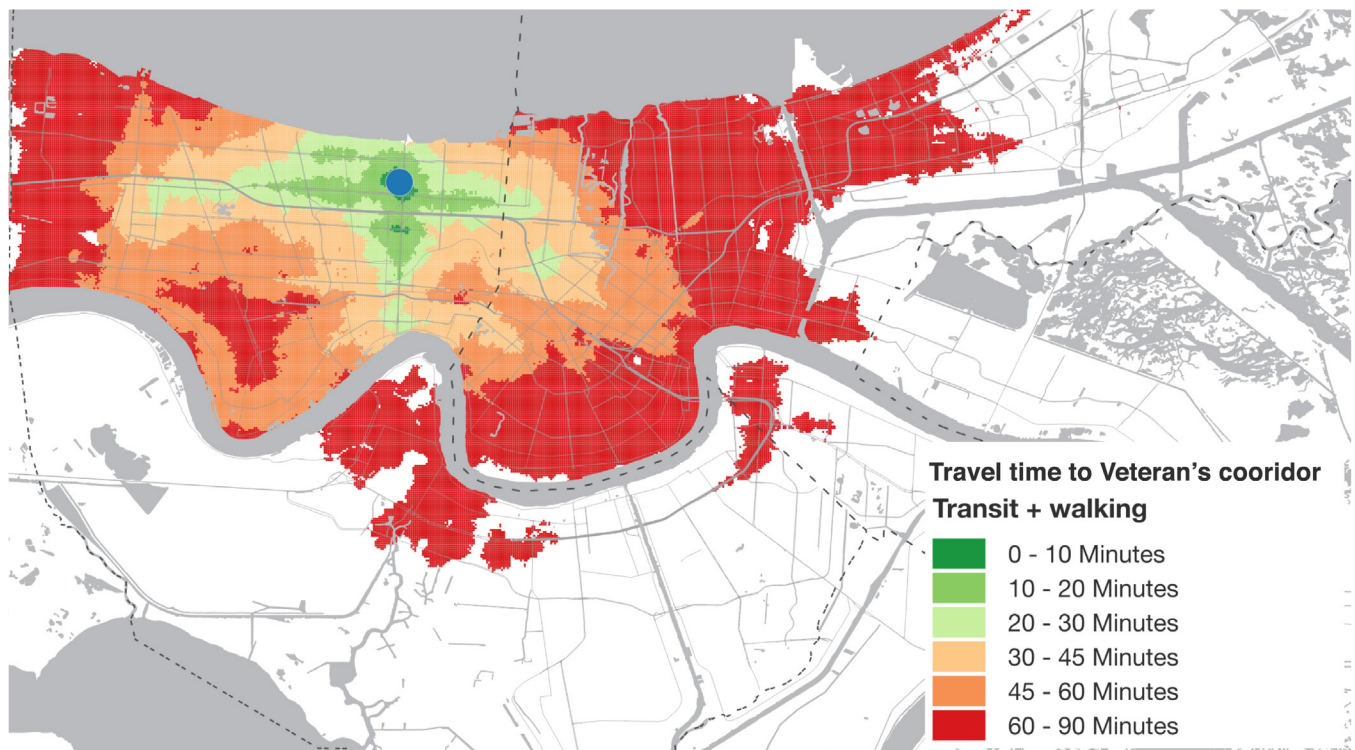 Travel time to Veteran's cooridor
Transit + walking
0 - 10 Minutes
10 - 20 Minutes
20 - 30 Minutes
30 - 45 Minutes
45 - 60 Minutes
60 - 90 Minutes